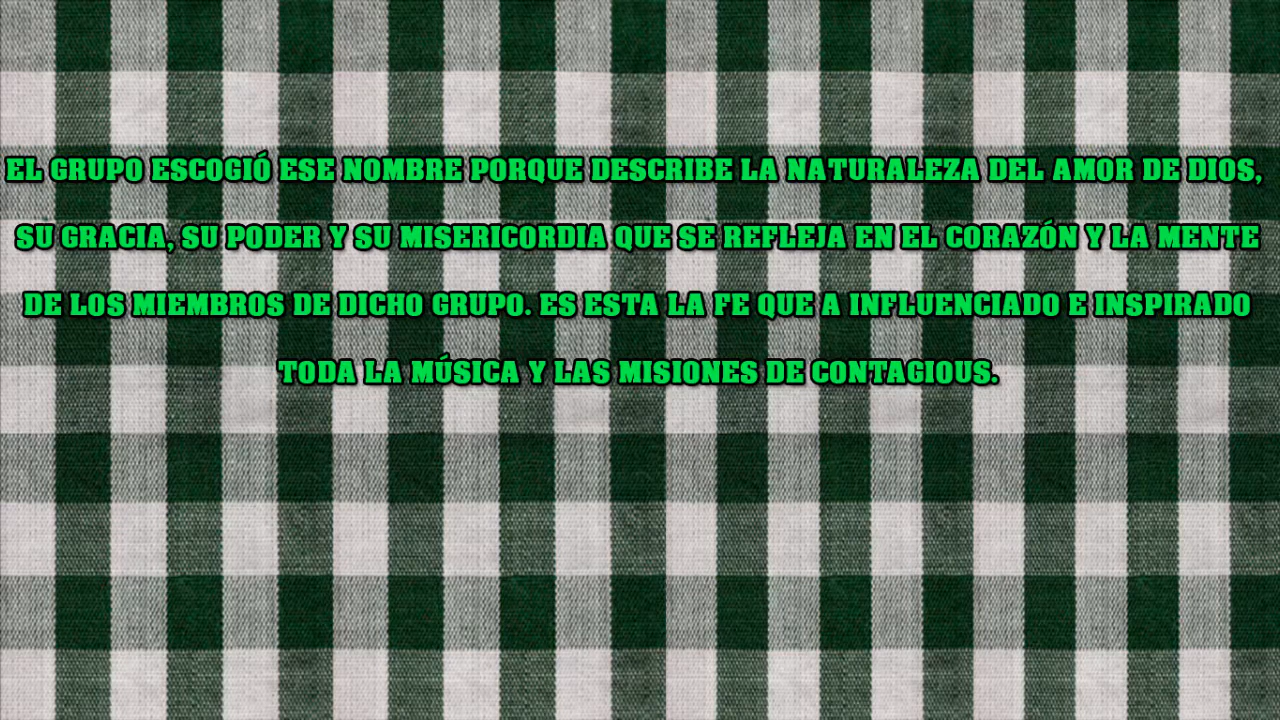 EL GRUPO ESCOGIÓ ESE NOMBRE PORQUE DESCRIBE LA NATURALEZA DEL AMOR DE DIOS,
SU GRACIA, SU PODER Y SU MISERICORDIA QUE SE REFLEJA EN EL CORAZÓN Y LA MENTE
DE LOS MIEMBROS DE DICHO GRUPO. ES ESTA LA FE QUE A INFLUENCIADO E INSPIRADO
TODA LA MÚSICA Y LAS MISIONES DE CONTAGIOUS.